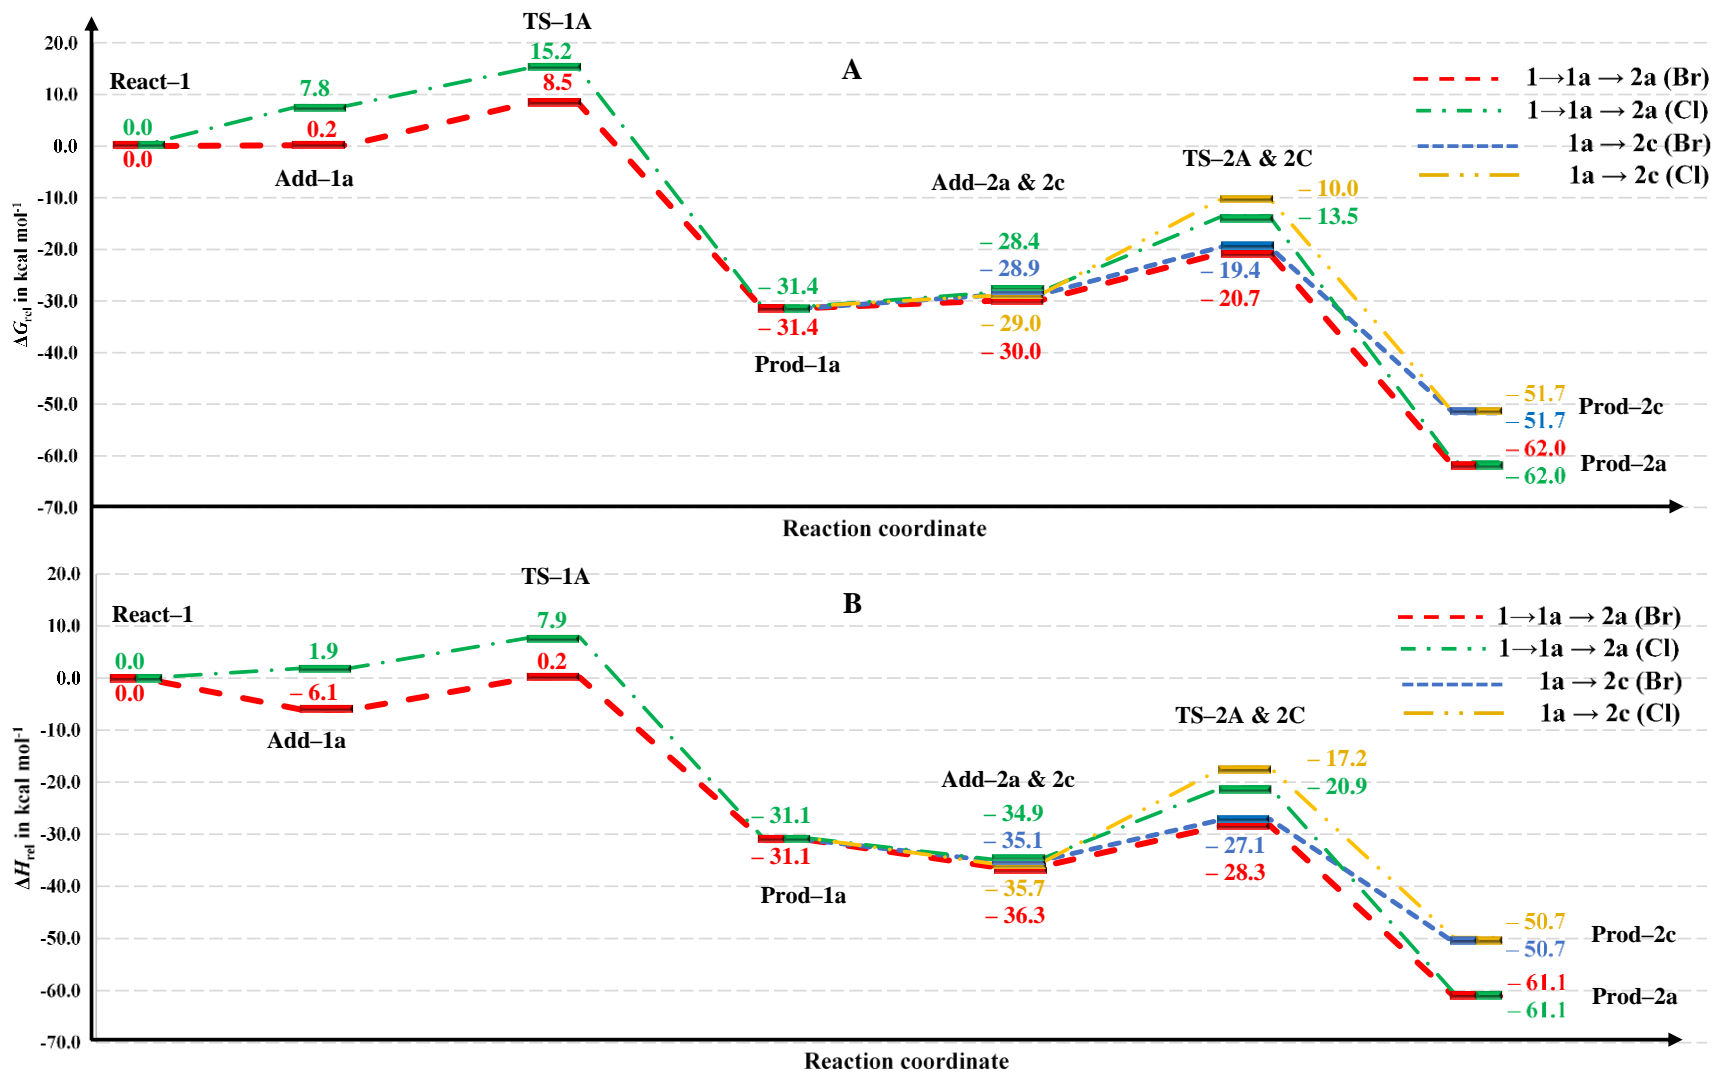 TS–1A
20.0
15.2
A
React–1
10.0
7.8
8.5
1→1a → 2a (Br)
1→1a → 2a (Cl)
1a → 2c (Br)
1a → 2c (Cl)
0.0
0.0
0.2
0.0
Add–1a
TS–2A & 2C
Add–2a & 2c
-10.0
– 10.0
– 13.5
-20.0
– 28.4
– 28.9
– 19.4
– 20.7
-30.0
– 31.4
– 31.4
– 29.0
– 30.0
Prod–1a
-40.0
-50.0
– 51.7
– 51.7
Prod–2c
-60.0
– 62.0
– 62.0
Prod–2a
-70.0
ΔGrel in kcal mol-1
Reaction coordinate
20.0
TS–1A
B
React–1
10.0
7.9
1→1a → 2a (Br)
1→1a → 2a (Cl)
1a → 2c (Br)
1a → 2c (Cl)
0.0
0.0
0.0
1.9
0.2
– 6.1
Add–1a
TS–2A & 2C
-10.0
– 17.2
– 20.9
-20.0
Add–2a & 2c
– 34.9
– 35.1
– 27.1
– 28.3
-30.0
– 31.1
– 31.1
– 35.7
– 36.3
Prod–1a
-40.0
-50.0
– 50.7
– 50.7
Prod–2c
-60.0
– 61.1
– 61.1
Prod–2a
-70.0
ΔHrel in kcal mol-1
Reaction coordinate